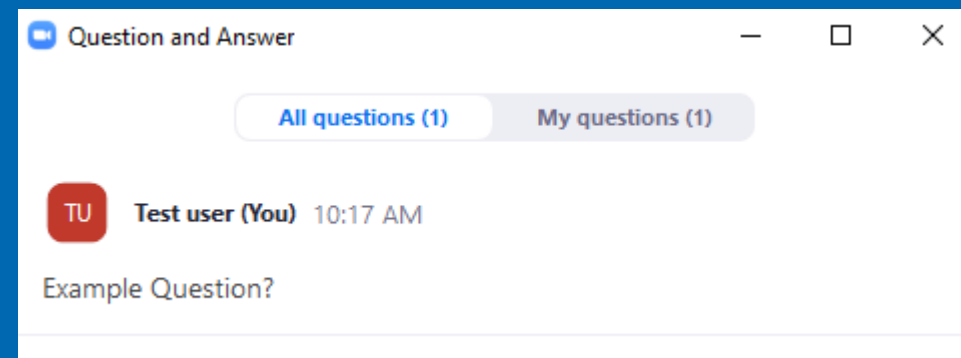 Question and Answer
All questions (1) My questions (1)
TU Test user (You) 10:17 AM
Example Question?